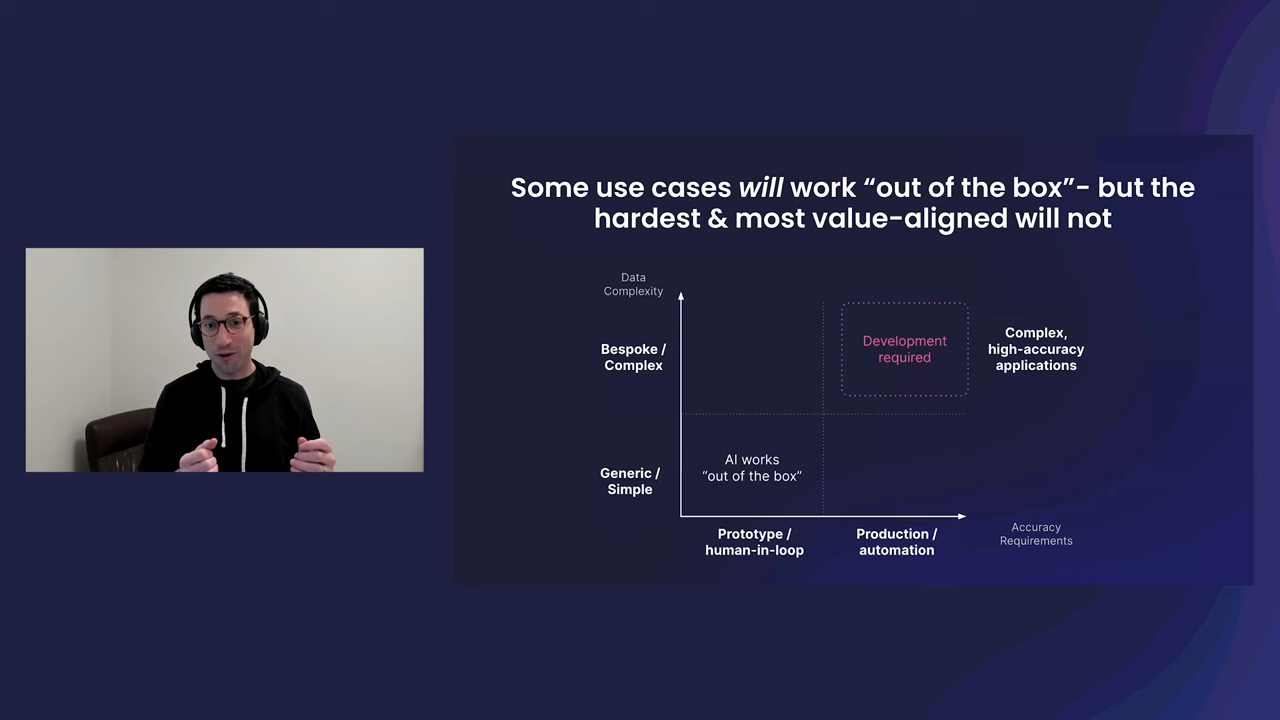 Some use cases will work “out of the box”- but the
hardest & most value-aligned will not
Data
Complexity
Bespoke /
Complex
Development
required
Complex,
high-accuracy
applications
Generic /
Simple
AI works
“out of the box”
Prototype /
human-in-loop
Production /
automation
Accuracy
Requirements